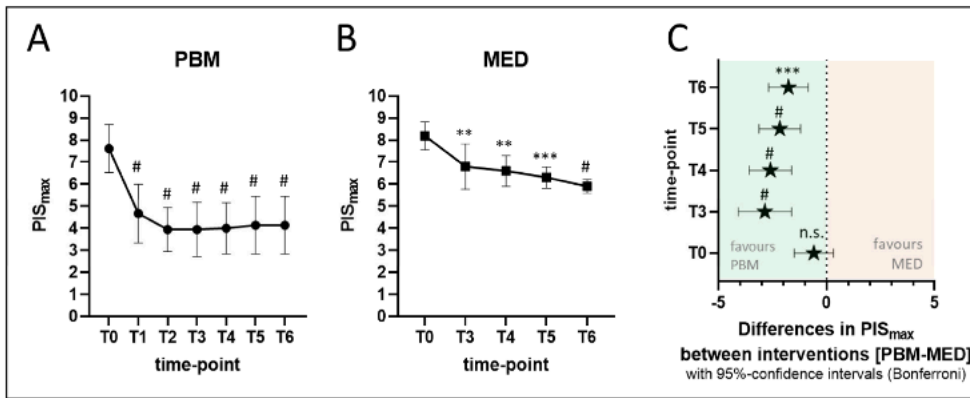 A
PBM
10
9
8
7
6
5
4
3
2
1
0
PISmax
#
#
#
#
#
#
T0 T1 T2 T3 T4 T5 T6
time-point
B
MED
10
9
8
7
6
5
4
3
2
1
0
PISmax
**
**
***
#
T0 T3 T4 T5 T6
time-point
C
time-point
T6
T5
T4
T3
T0
***
#
#
#
n.s.
favours
PBM
favours
MED
-5 0 5
Differences in PISmax
between interventions [PBM-MED]
with 95%-confidence intervals (Bonferroni)